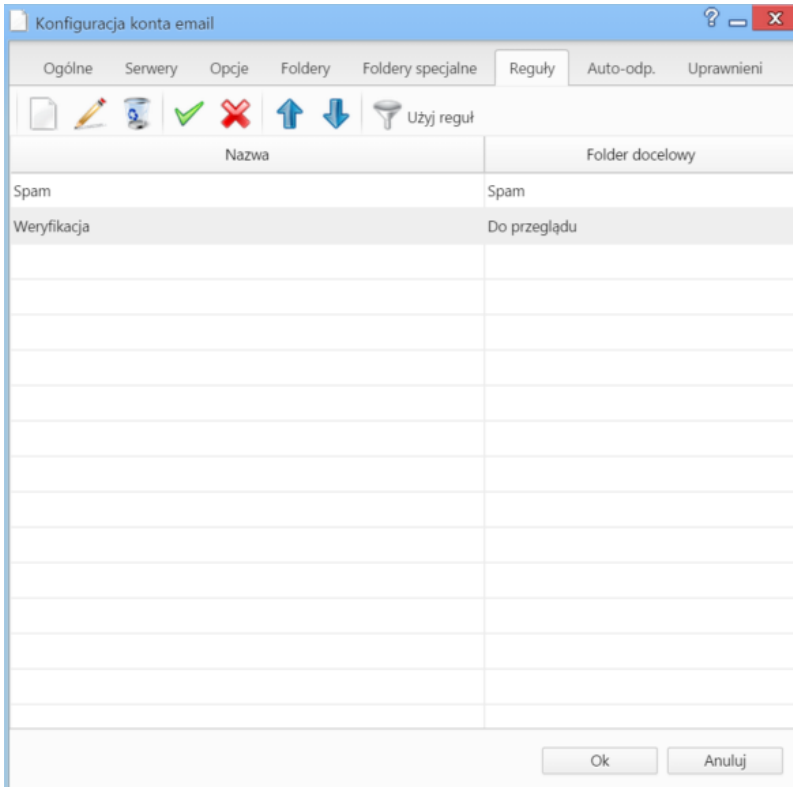 Konfiguracja konta email
Ogólne Serwery Opcje Foldery Foldery specjalne Reguły Auto-odp. Uprawnieni
Użyj reguł
Nazwa Folder docelowy
Spam Spam
Weryfikacja Do przeglądu
Ok Anuluj